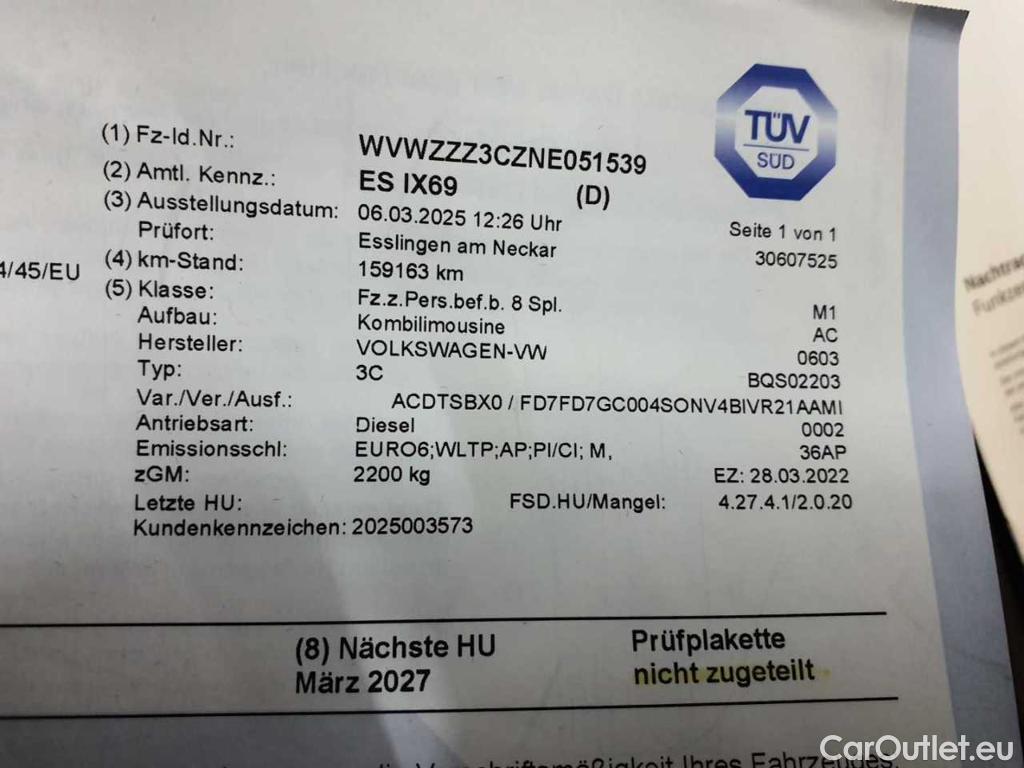 TÜV
SÜD
(1) Fz-Id.Nr.: WVWZZZ3CZNE051539
(2) Amtl. Kennz.: ES IX69 (D)
(3) Ausstellungsdatum: 06.03.2025 12:26 Uhr Seite 1 von 1
Prüfort: Esslingen am Neckar 30607525
4/45/EU (4) km-Stand: 159163 km
(5) Klasse: Fz.z.Pers.bef.b. 8 Spl. M1
Aufbau: Kombilimousine AC
Hersteller: VOLKSWAGEN-VW 0603
Typ: 3C BQS02203
Var./Ver./Ausf.: ACDTSBX0 / FD7FD7GC004SONV4BIVR21AAMI
Antriebsart: Diesel 0002
Emissionsschl: EURO6;WLTP;AP;PI/CI; M, 36AP
zGM: 2200 kg EZ: 28.03.2022
Letzte HU: FSD.HU/Mangel: 4.27.4.1/2.0.20
Kundenkennzeichen: 2025003573
(8) Nächste HU Prüfplakette
März 2027 nicht zugeteilt
die Vorschriftsmäßigkeit Ihres Fahrzeuges.
CarOutlet.eu